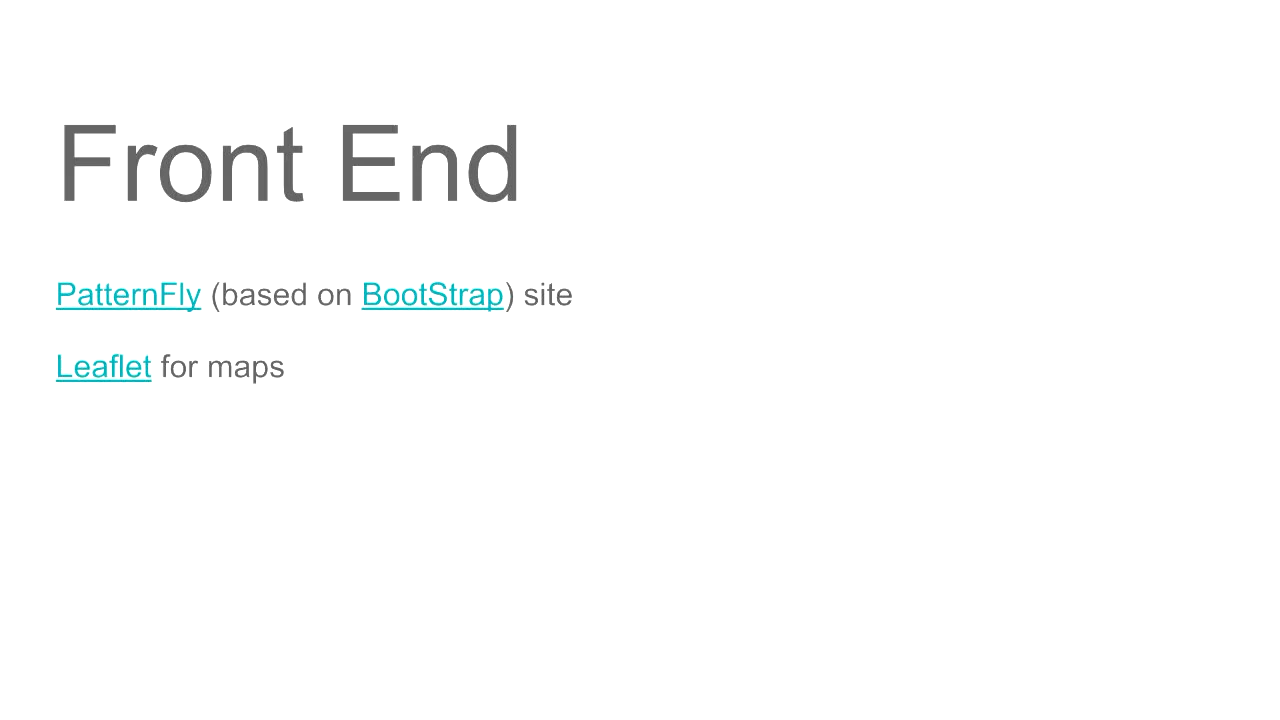 Front End
PatternFly (based on BootStrap) site
Leaflet for maps